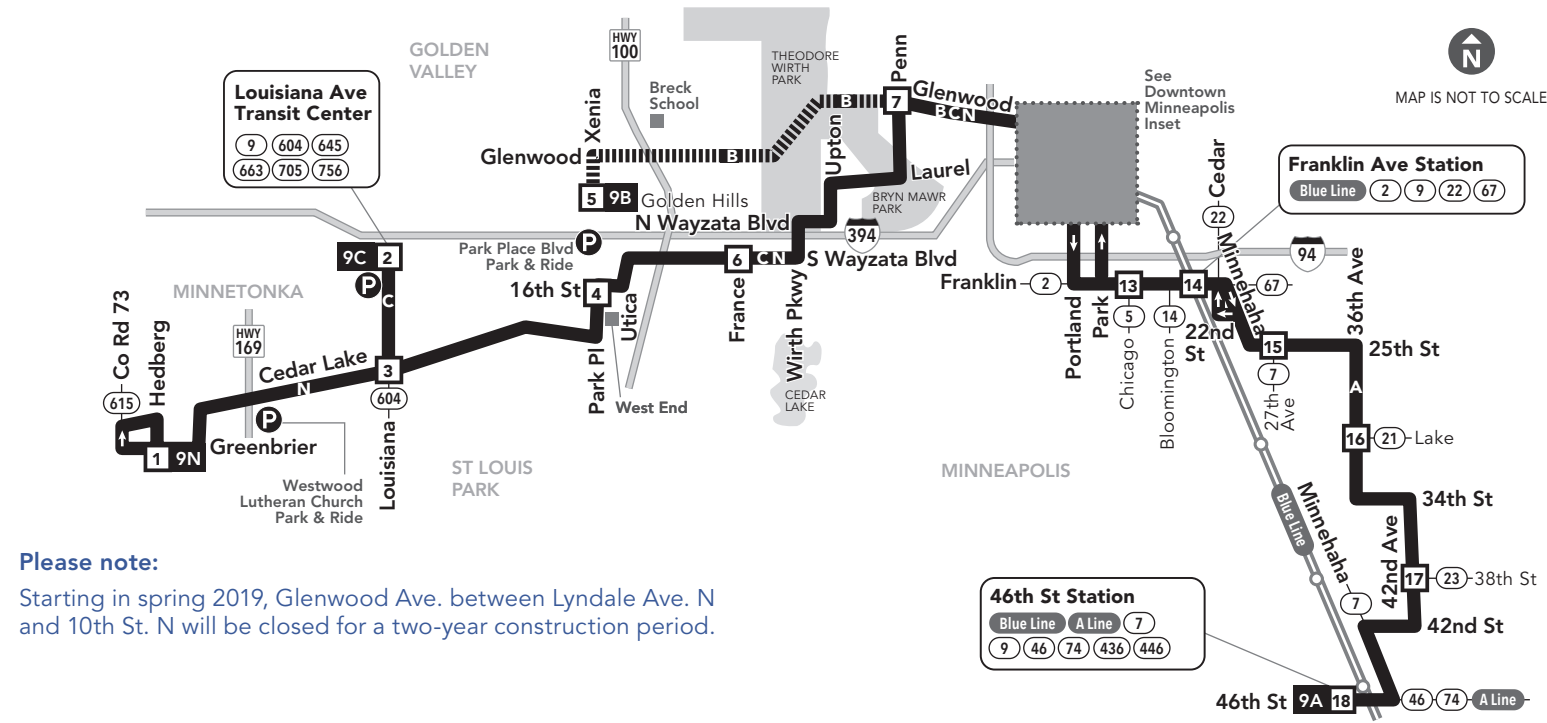 GOLDEN
VALLEY
HWY
100
THEODORE
WIRTH
PARK
Penn
See
Downtown
Minneapolis
Inset
N
MAP IS NOT TO SCALE
Louisiana Ave
Transit Center
9 604 645
663 705 756
Xenia
Breck
School
B
7
Glenwood
BCN
Glenwood
B
Upton
Laurel
Cedar
Franklin Ave Station
Blue Line 2 9 22 67
5 9B Golden Hills
BRYN MAWR
PARK
N Wayzata Blvd
394
22
Minnehaha
94
9C 2
P
Park Place Blvd
Park & Ride
P
6
C N
S Wayzata Blvd
36th Ave
MINNETONKA
C
16th St
4
Utica
France
Wirth Pkwy
Franklin
2
13
14
67
Portland
Park
5
Chicago
14
Bloomington
22nd
St
15
25th St
7
27th
Ave
Co Rd 73
Hedberg
HWY
169
Cedar Lake
N
3
604
Louisiana
Park Pl
West End
CEDAR
LAKE
A
615
P
1 9N
Greenbrier
16
21
Lake
ST LOUIS
PARK
MINNEAPOLIS
Westwood
Lutheran Church
Park & Ride
Blue Line
Minnehaha
34th St
42nd Ave
17
23
38th St
7
42nd St
Please note:
Starting in spring 2019, Glenwood Ave. between Lyndale Ave. N
and 10th St. N will be closed for a two-year construction period.
46th St Station
Blue Line A Line 7
9 46 74 436 446
46th St
9A 18
46 74 A Line